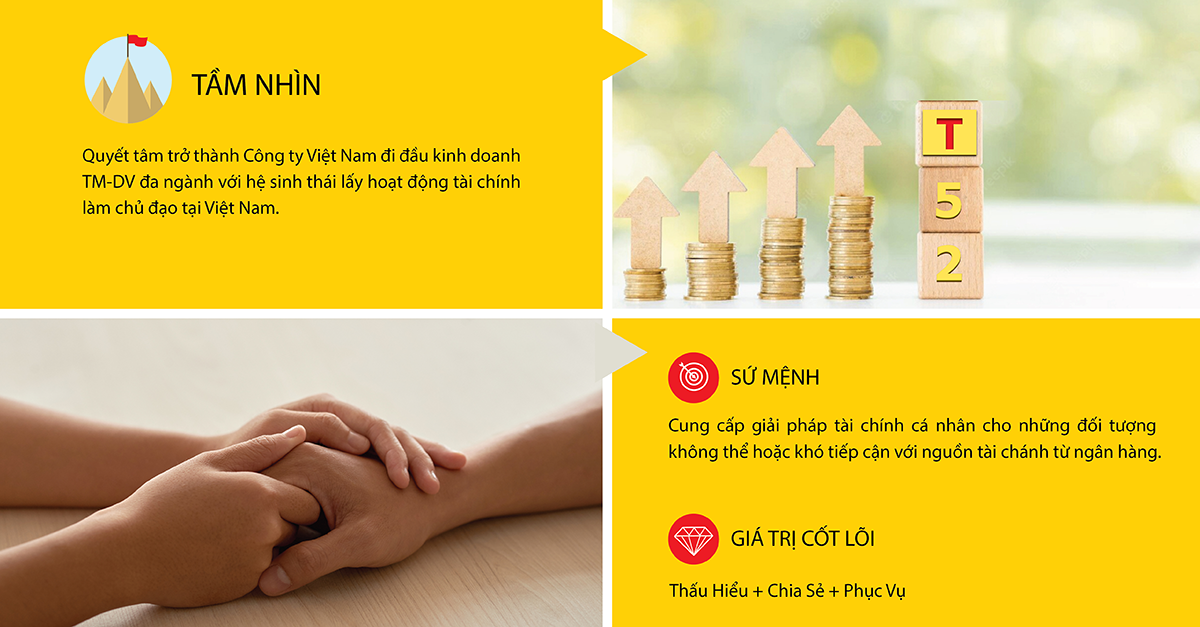 TẦM NHÌN
Quyết tâm trở thành Công ty Việt Nam đi đầu kinh doanh
TM-DV đa ngành với hệ sinh thái lấy hoạt động tài chính
làm chủ đạo tại Việt Nam.
T
5
2
SỨ MỆNH
Cung cấp giải pháp tài chính cá nhân cho những đối tượng
không thể hoặc khó tiếp cận với nguồn tài chánh từ ngân hàng.
GIÁ TRỊ CỐT LÕI
Thấu Hiểu + Chia Sẻ + Phục Vụ